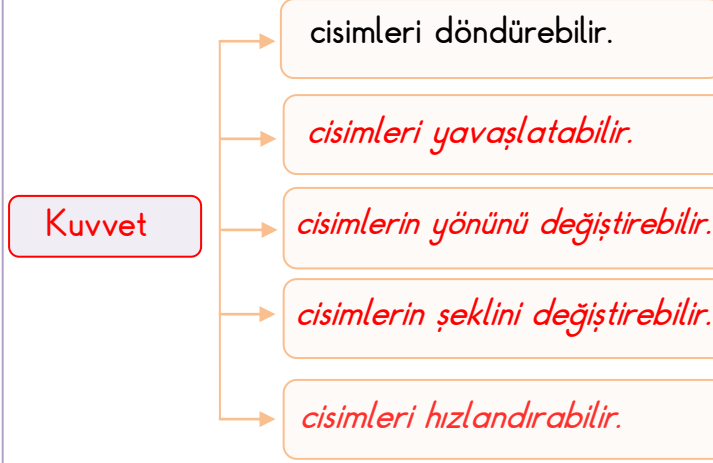 cisimleri döndürebilir.
cisimleri yavaşlatabilir.
Kuvvet
cisimlerin yönünü değiştirebilir.
cisimlerin şeklini değiştirebilir.
cisimleri hızlandırabilir.